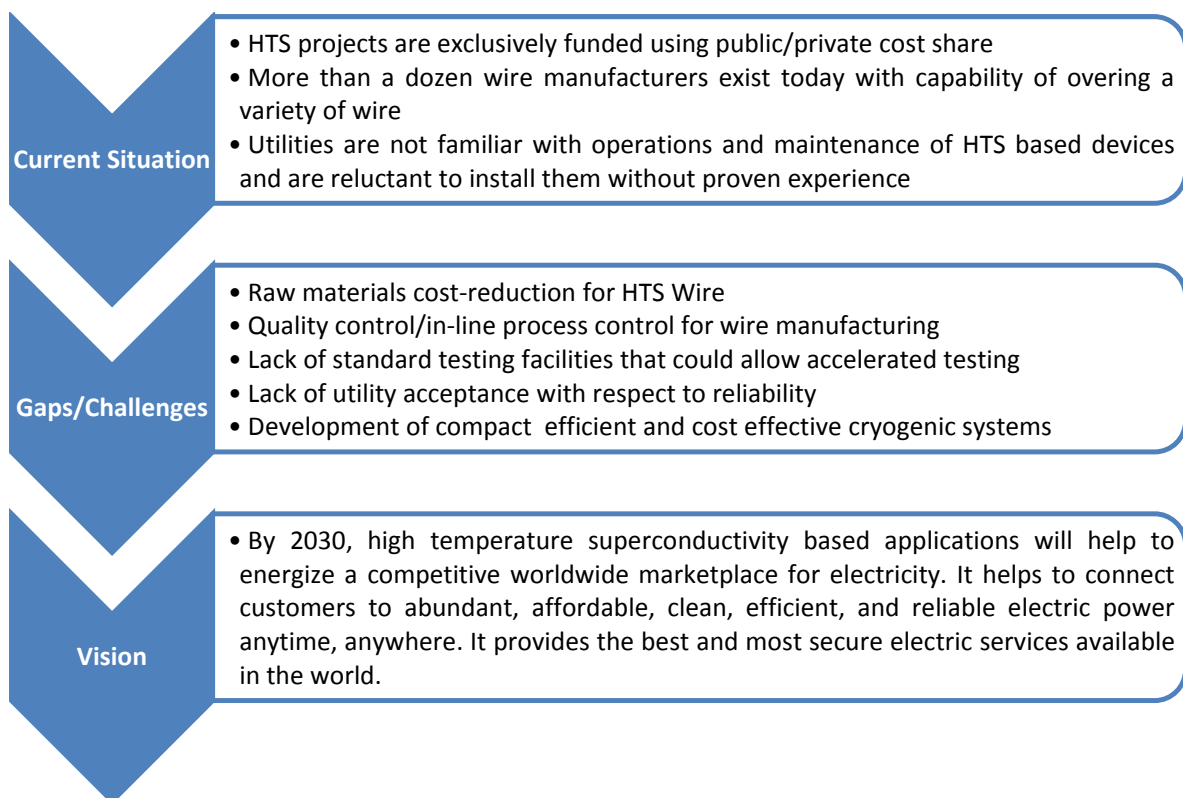 Current Situation
• HTS projects are exclusively funded using public/private cost share
• More than a dozen wire manufacturers exist today with capability of overing a
variety of wire
• Utilities are not familiar with operations and maintenance of HTS based devices
and are reluctant to install them without proven experience
Gaps/Challenges
• Raw materials cost-reduction for HTS Wire
• Quality control/in-line process control for wire manufacturing
• Lack of standard testing facilities that could allow accelerated testing
• Lack of utility acceptance with respect to reliability
• Development of compact efficient and cost effective cryogenic systems
Vision
• By 2030, high temperature superconductivity based applications will help to
energize a competitive worldwide marketplace for electricity. It helps to connect
customers to abundant, affordable, clean, efficient, and reliable electric power
anytime, anywhere. It provides the best and most secure electric services available
in the world.